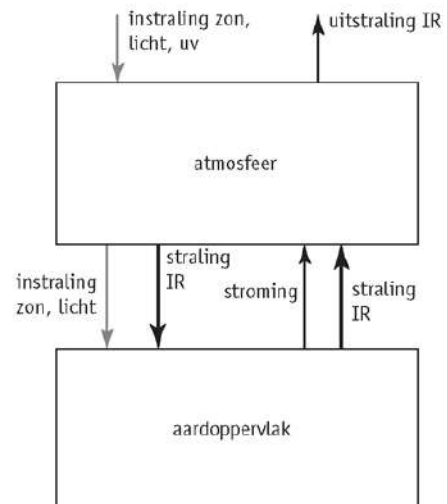 instraling zon,
licht, uv
uitstraling IR
atmosfeer
instraling
zon, licht
straling
IR
stroming
straling
IR
aardoppervlak